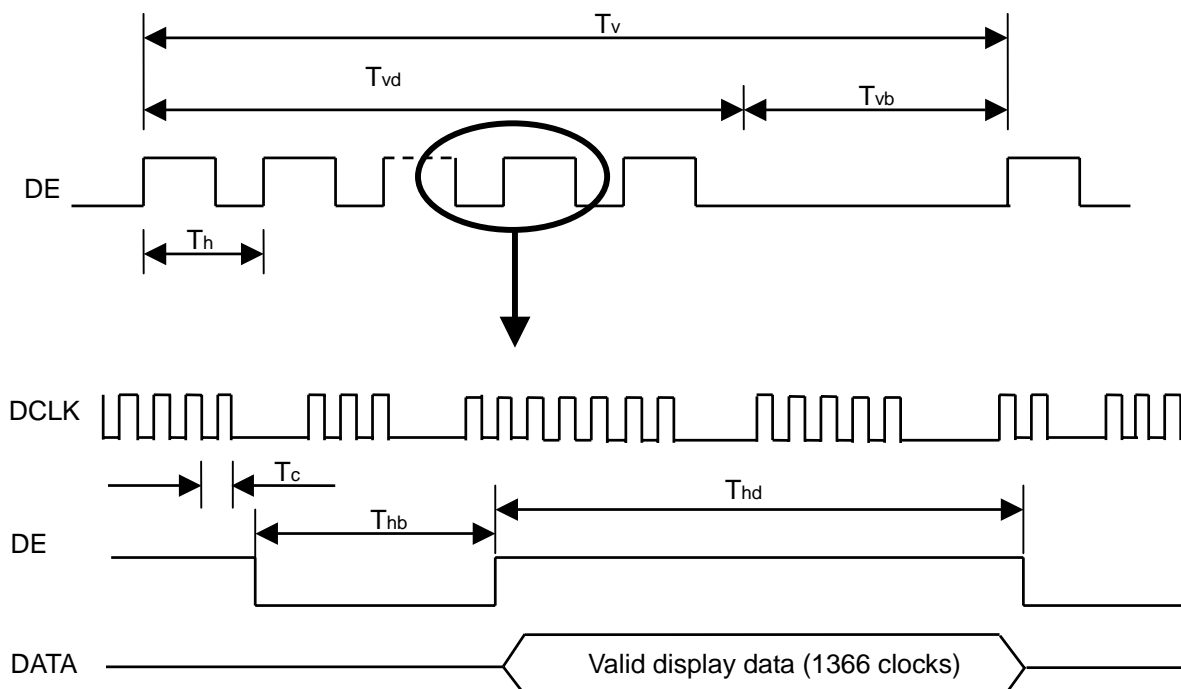 Tv
Tvd
Tvb
DE
Th
DCLK
Tc
Thb
Thd
DE
DATA
Valid display data (1366 clocks)